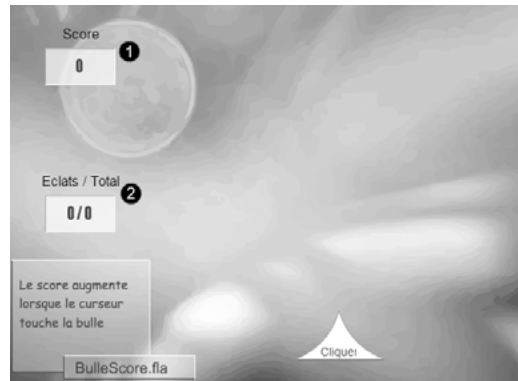 Score
1
0
Eclats / Total
2
0/0
Le score augmente
lorsque le curseur
touche la bulle
BulleScore.fla
Cliquer